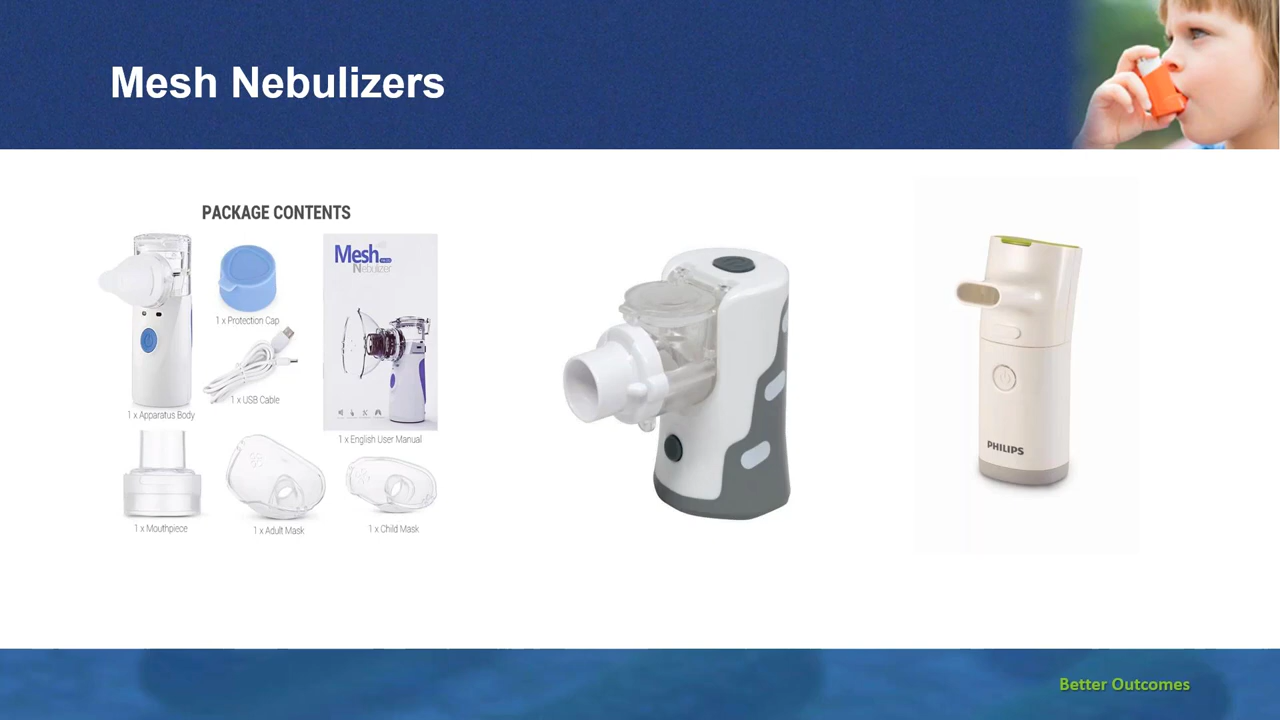 Mesh Nebulizers
PACKAGE CONTENTS
Mesh
Nebulizer
1 x Protection Cap
1 x USB Cable
1 x Apparatus Body
1 x English User Manual
1 x Mouthpiece
1 x Adult Mask
1 x Child Mask
PHILIPS
Better Outcomes